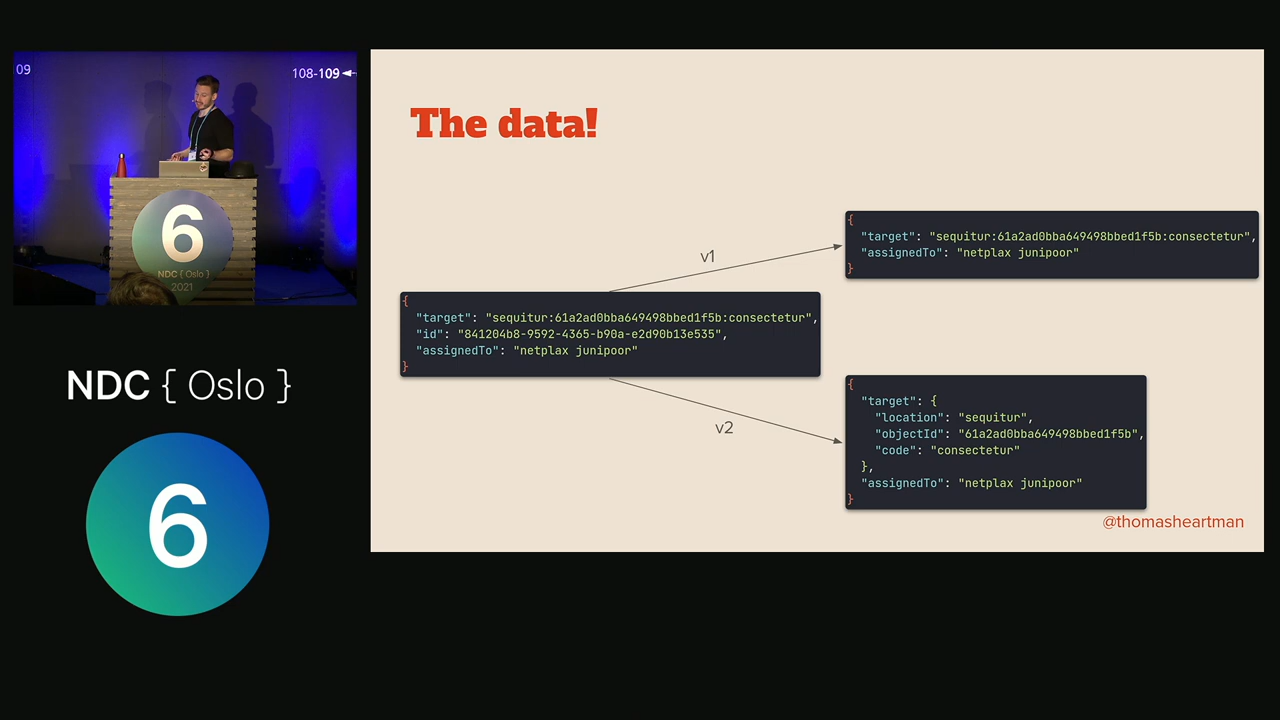 09
108-109
6
NDC { Oslo }
2021
NDC { Oslo }
6
The data!
{
"target": "sequitur:61a2ad0bba649498bbed1f5b:consectetur",
"id": "841204b8-9592-4365-b90a-e2d90b13e535",
"assignedTo": "netplax junipoor"
}
v1
{
"target": "sequitur:61a2ad0bba649498bbed1f5b:consectetur",
"assignedTo": "netplax junipoor"
}
v2
{
"target": {
"location": "sequitur",
"objectId": "61a2ad0bba649498bbed1f5b",
"code": "consectetur"
},
"assignedTo": "netplax junipoor"
}
@thomasheartman